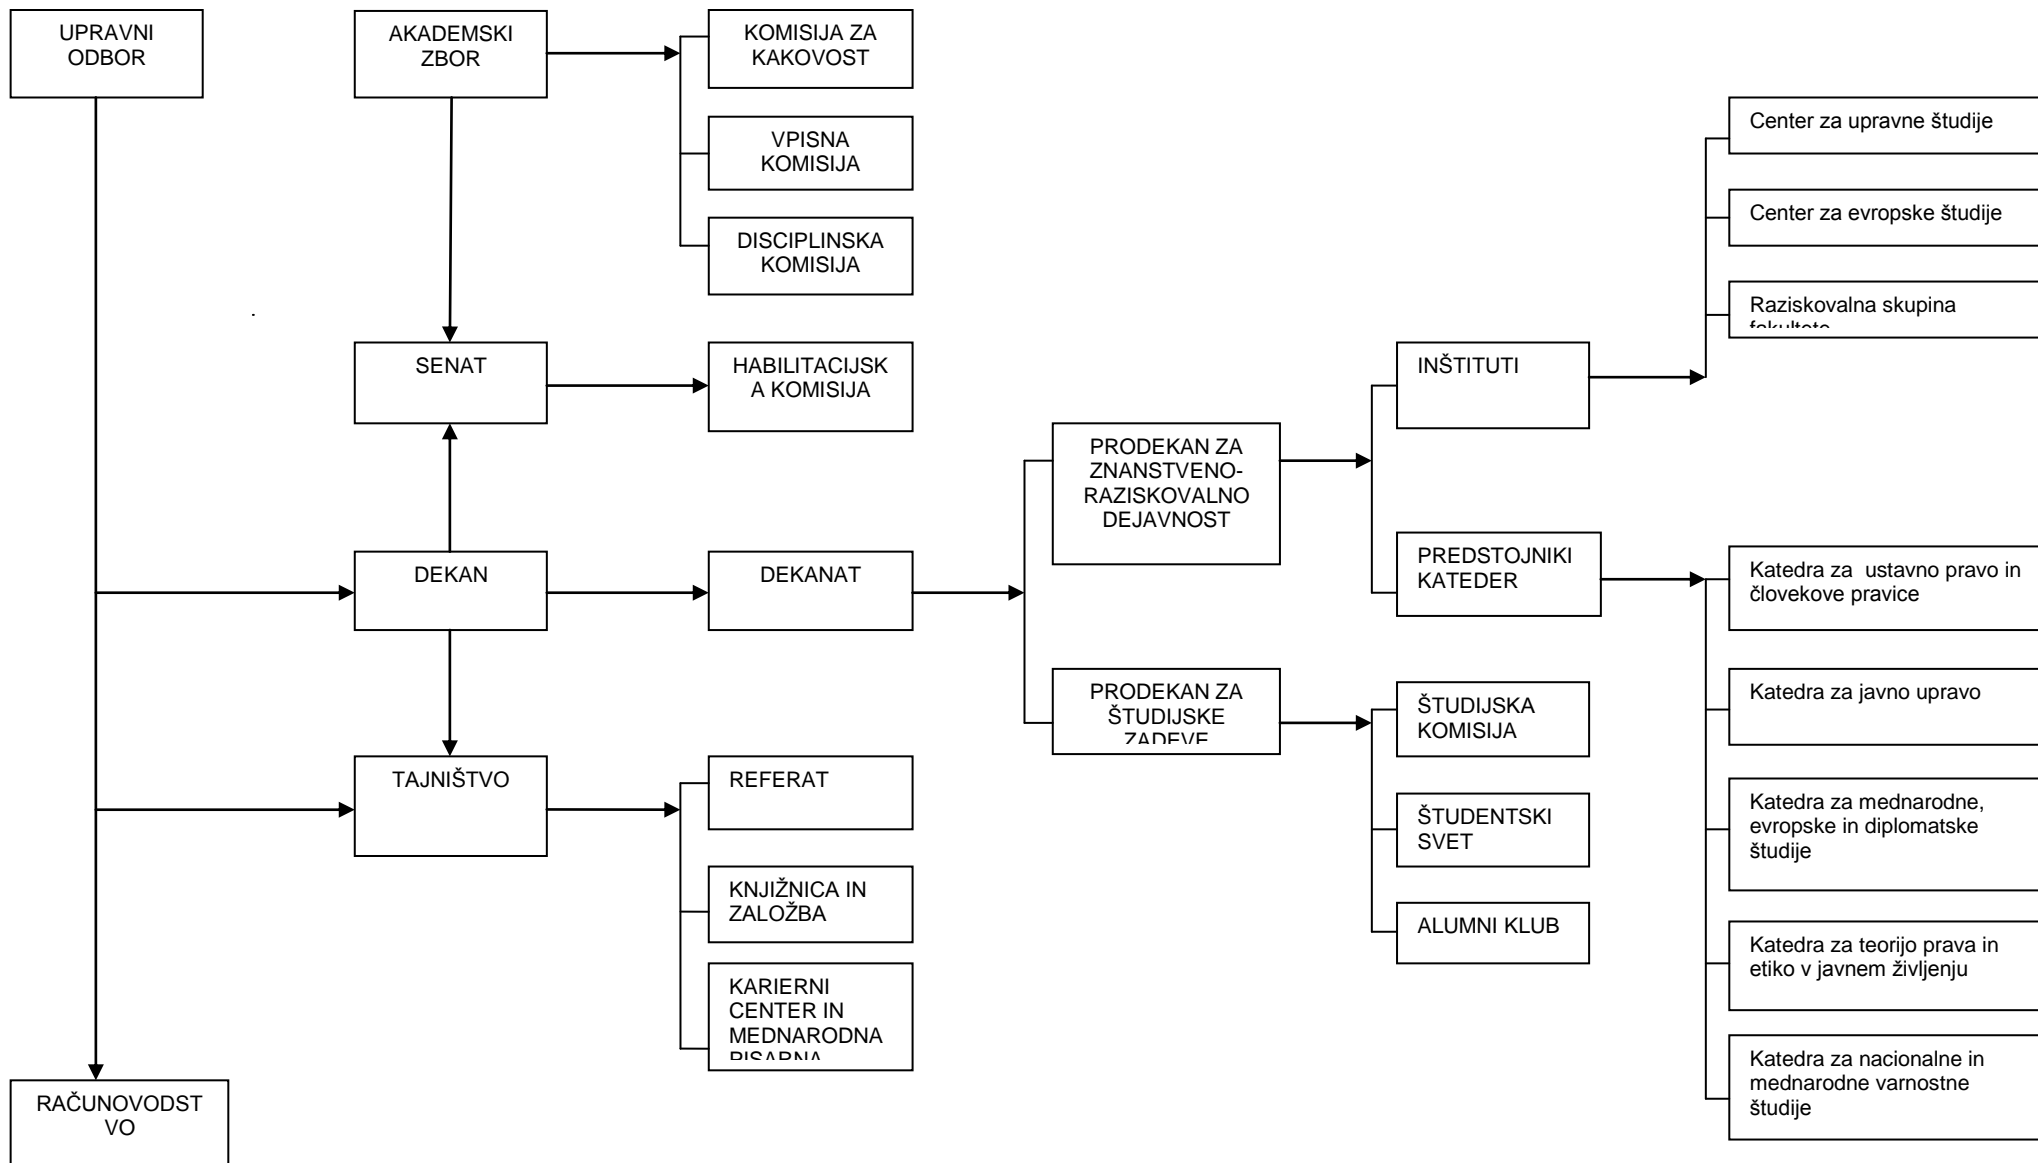 UPRAVNI
ODBOR
AKADEMSKI
ZBOR
KOMISIJA ZA
KAKOVOST
VPISNA
KOMISIJA
DISCIPLINSKA
KOMISIJA
SENAT
HABILITACIJSK
A KOMISIJA
DEKAN
DEKANAT
TAJNIŠTVO
REFERAT
KNJIŽNICA IN
ZALOŽBA
KARIERNI
CENTER IN
MEDNARODNA
PISARNA
RAČUNOVODST
VO
PRODEKAN ZA
ZNANSTVENO-
RAZISKOVALNO
DEJAVNOST
PRODEKAN ZA
ŠTUDIJSKE
ZADEVE
INŠTITUTI
PREDSTOJNIKI
KATEDER
ŠTUDIJSKA
KOMISIJA
ŠTUDENTSKI
SVET
ALUMNI KLUB
Center za upravne študije
Center za evropske študije
Raziskovalna skupina
Katedra za ustavno pravo in
človekove pravice
Katedra za javno upravo
Katedra za mednarodne,
evropske in diplomatske
študije
Katedra za teorijo prava in
etiko v javnem življenju
Katedra za nacionalne in
mednarodne varnostne
študije